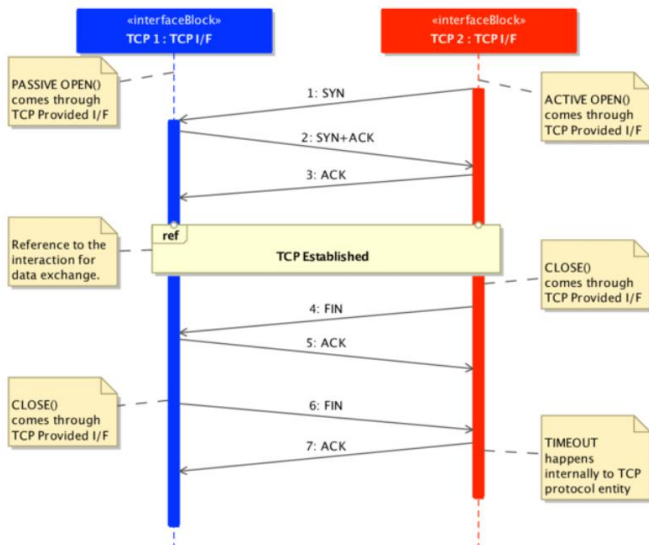 «interfaceBlock»
TCP 1 : TCP I/F
«interfaceBlock»
TCP 2 : TCP I/F
PASSIVE OPEN()
comes through
TCP Provided I/F
ACTIVE OPEN()
comes through
TCP Provided I/F
1: SYN
2: SYN+ACK
3: ACK
Reference to the
interaction for
data exchange.
ref
TCP Established
CLOSE()
comes through
TCP Provided I/F
4: FIN
5: ACK
CLOSE()
comes through
TCP Provided I/F
6: FIN
7: ACK
TIMEOUT
happens
internally to TCP
protocol entity